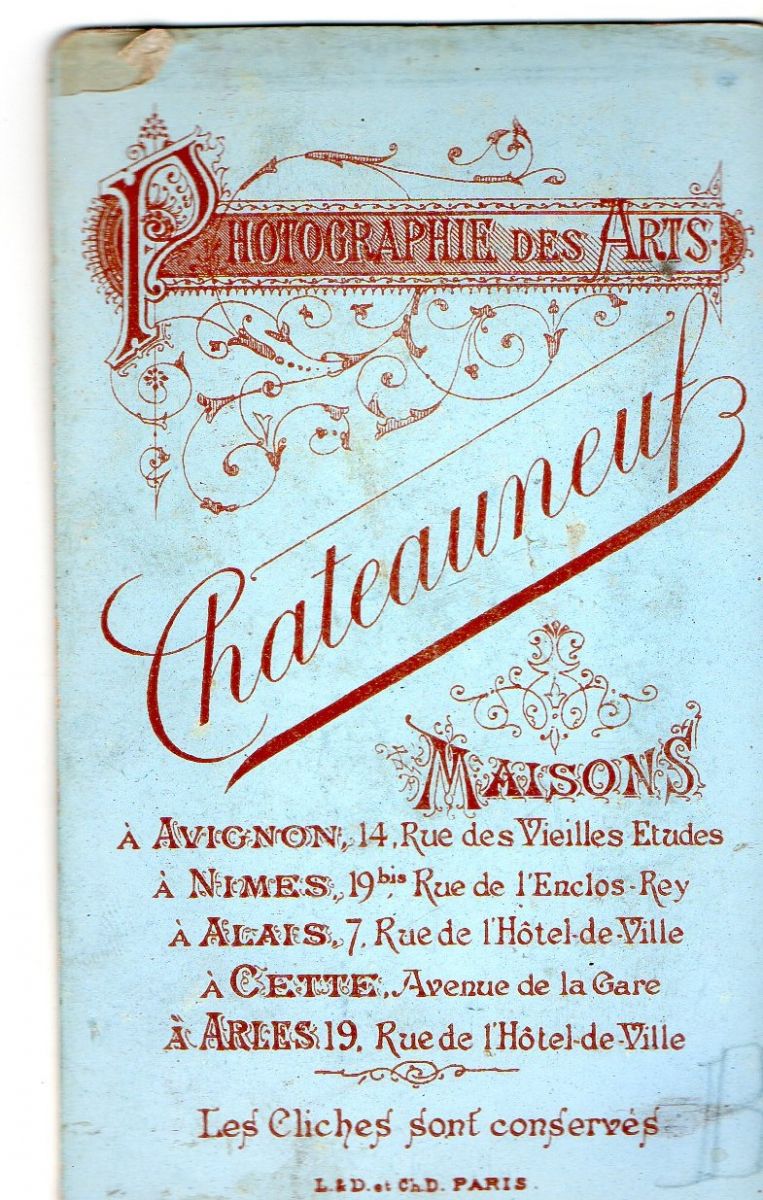 PHOTOGRAPHIE DES ARTS.
Chateauneuf
MAISONS
à AVIGNON, 14, Rue des Vieilles Etudes
à NIMES, 19bis Rue de l'Enclos-Rey
à ALAIS, 7, Rue de l'Hôtel-de-Ville
à CETTE, Avenue de la Gare
à ARLES 19, Rue de l'Hôtel-de-Ville
Les Cliches sont conservés
L. & D. et Ch. D. PARIS.
B